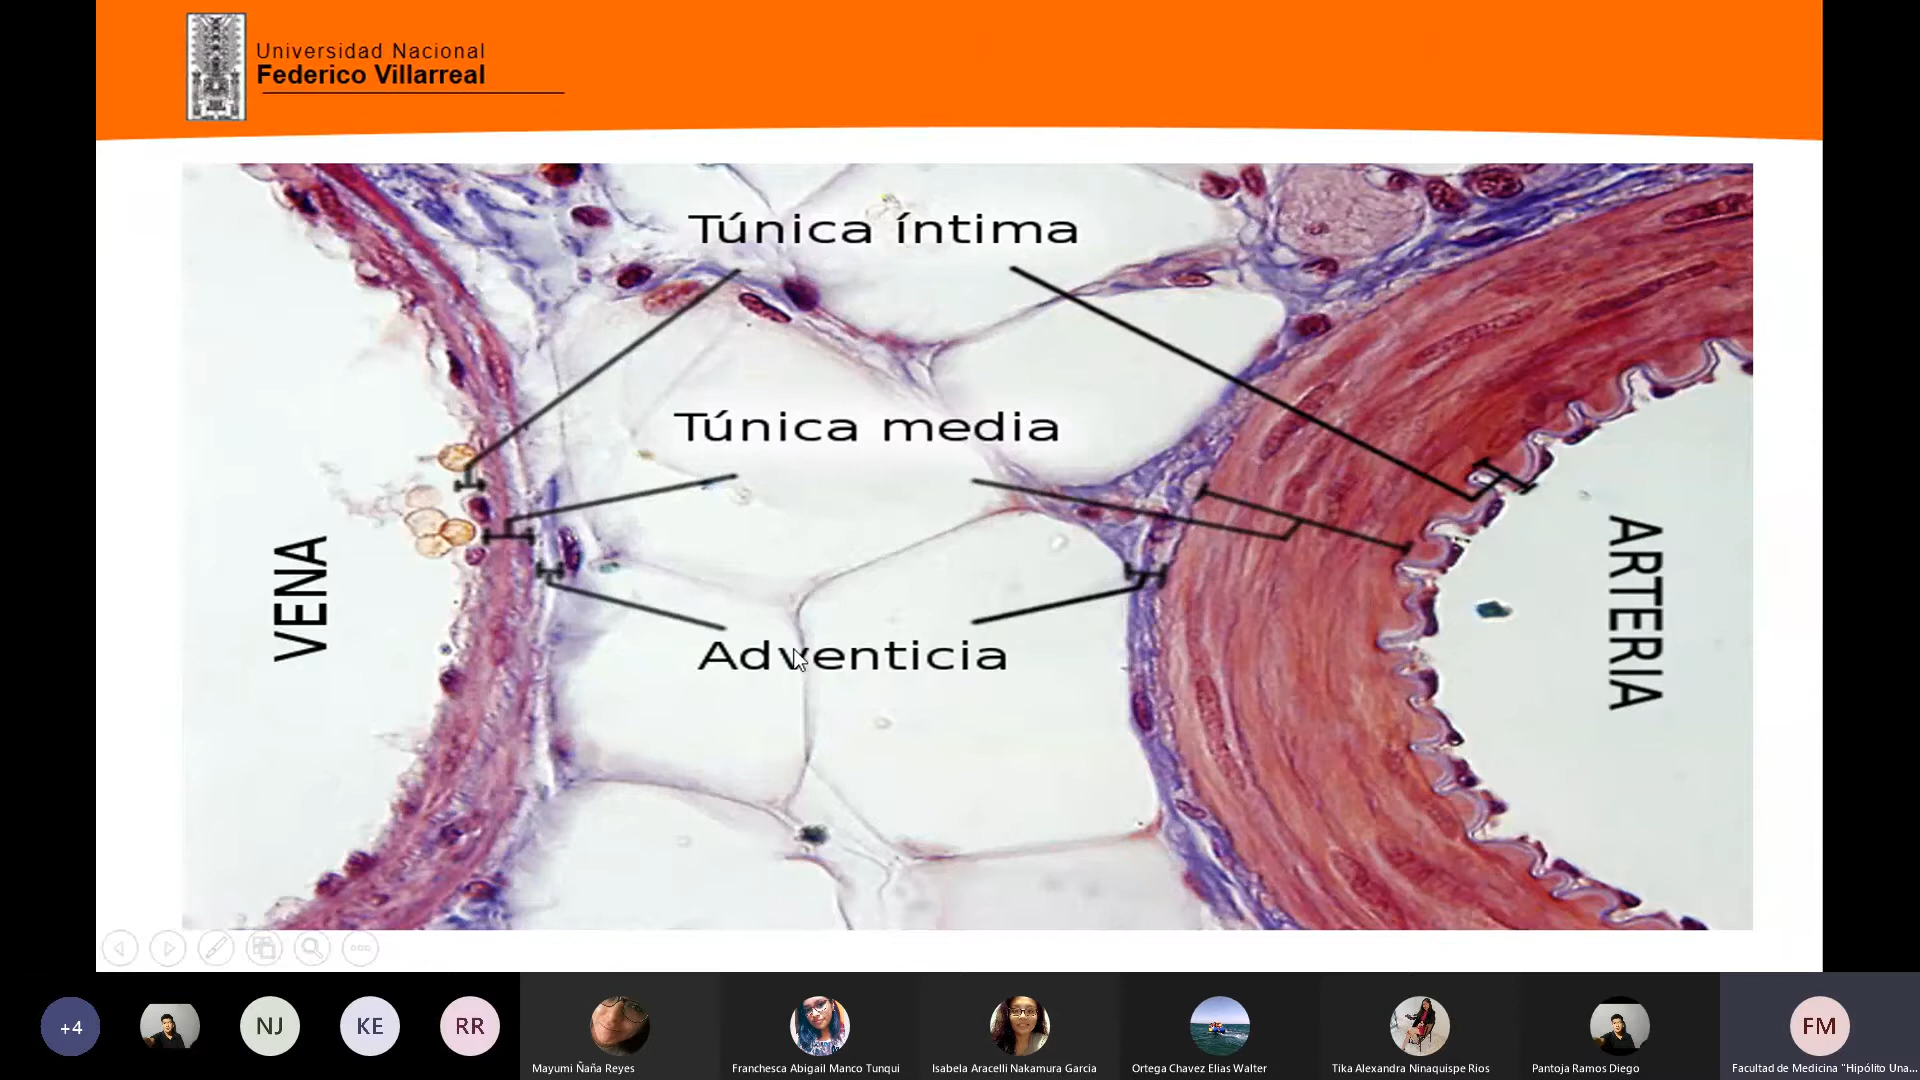 Universidad Nacional
Federico Villarreal
Túnica íntima
Túnica media
Adventicia
VENA
ARTERIA
+4
NJ
KE
RR
FM
Mayumi Ñaña Reyes
Franchesca Abigail Manco Tunqui
Isabela Aracelli Nakamura Garcia
Ortega Chavez Elias Walter
Tika Alexandra Ninaquispe Rios
Pantoja Ramos Diego
Facultad de Medicina "Hipólito Una...